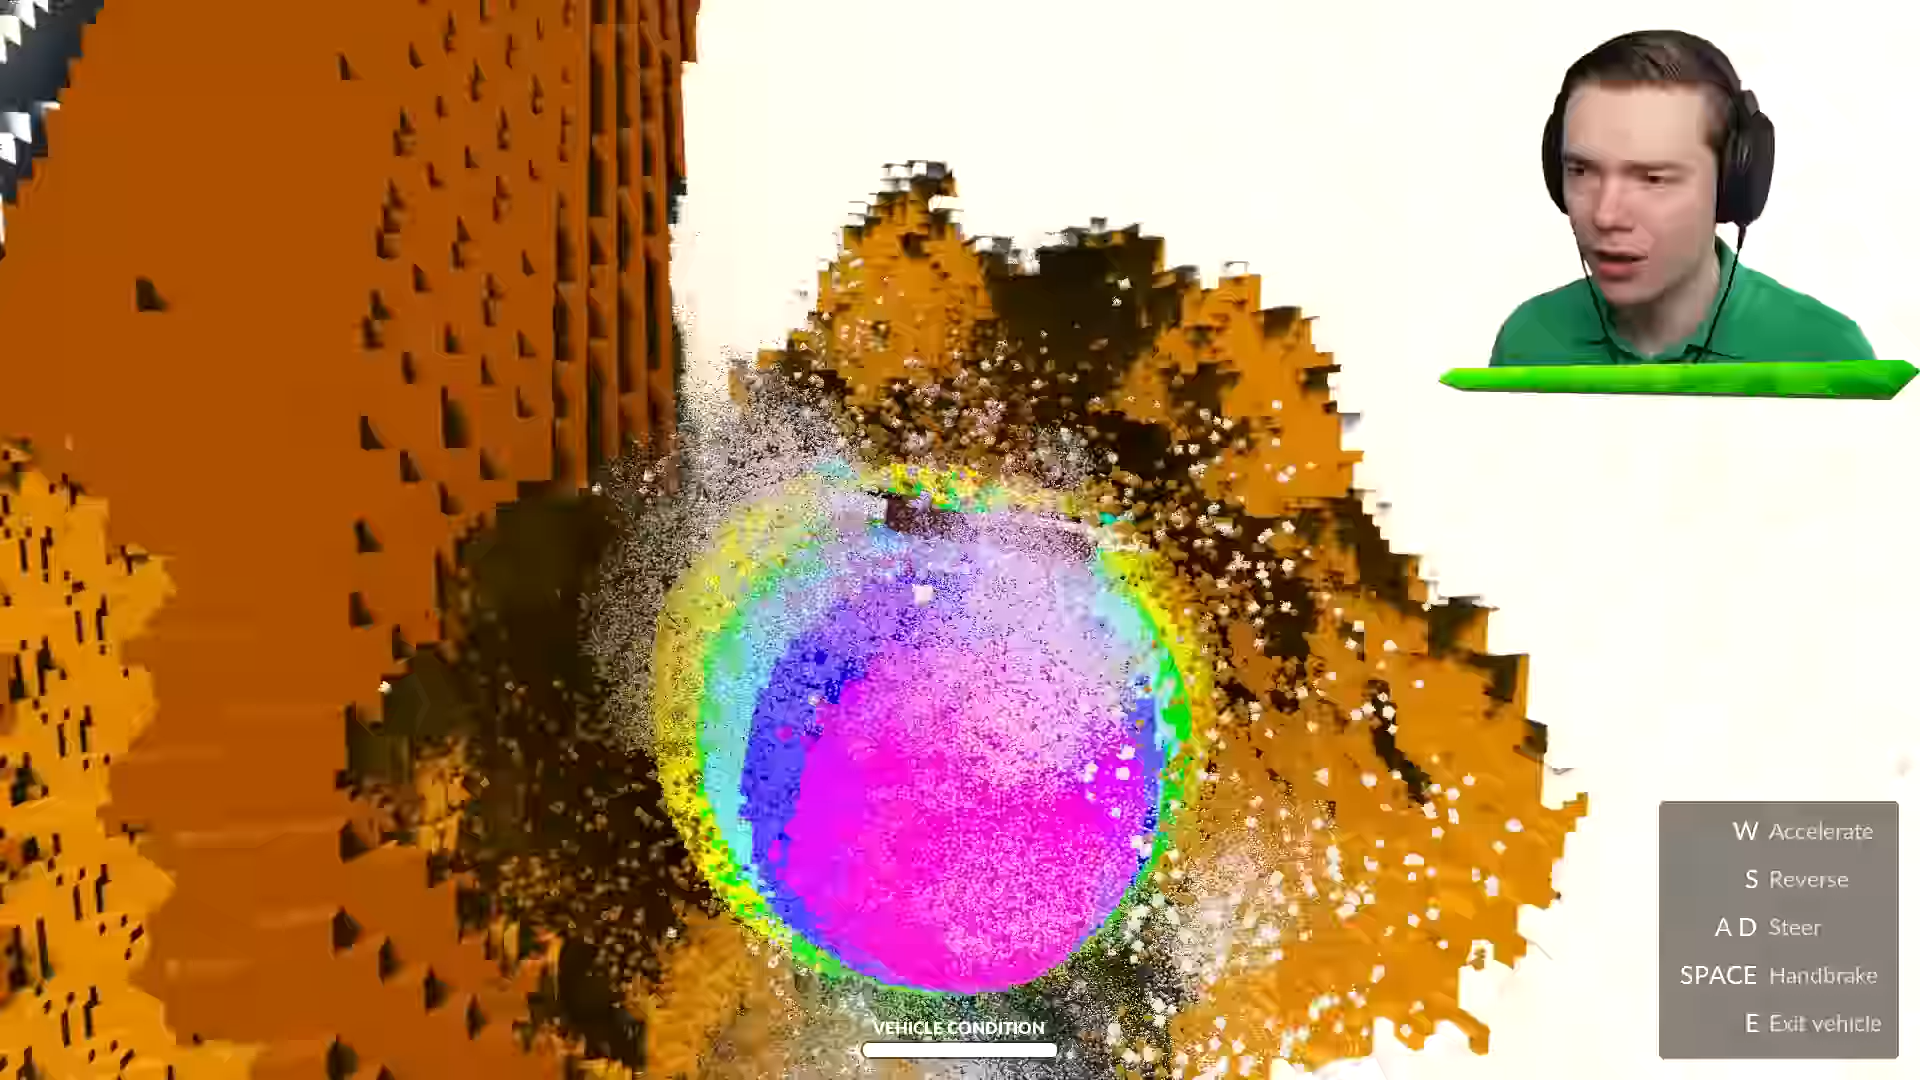 W Accelerate
S Reverse
A D Steer
SPACE Handbrake
E Exit vehicle
VEHICLE CONDITION